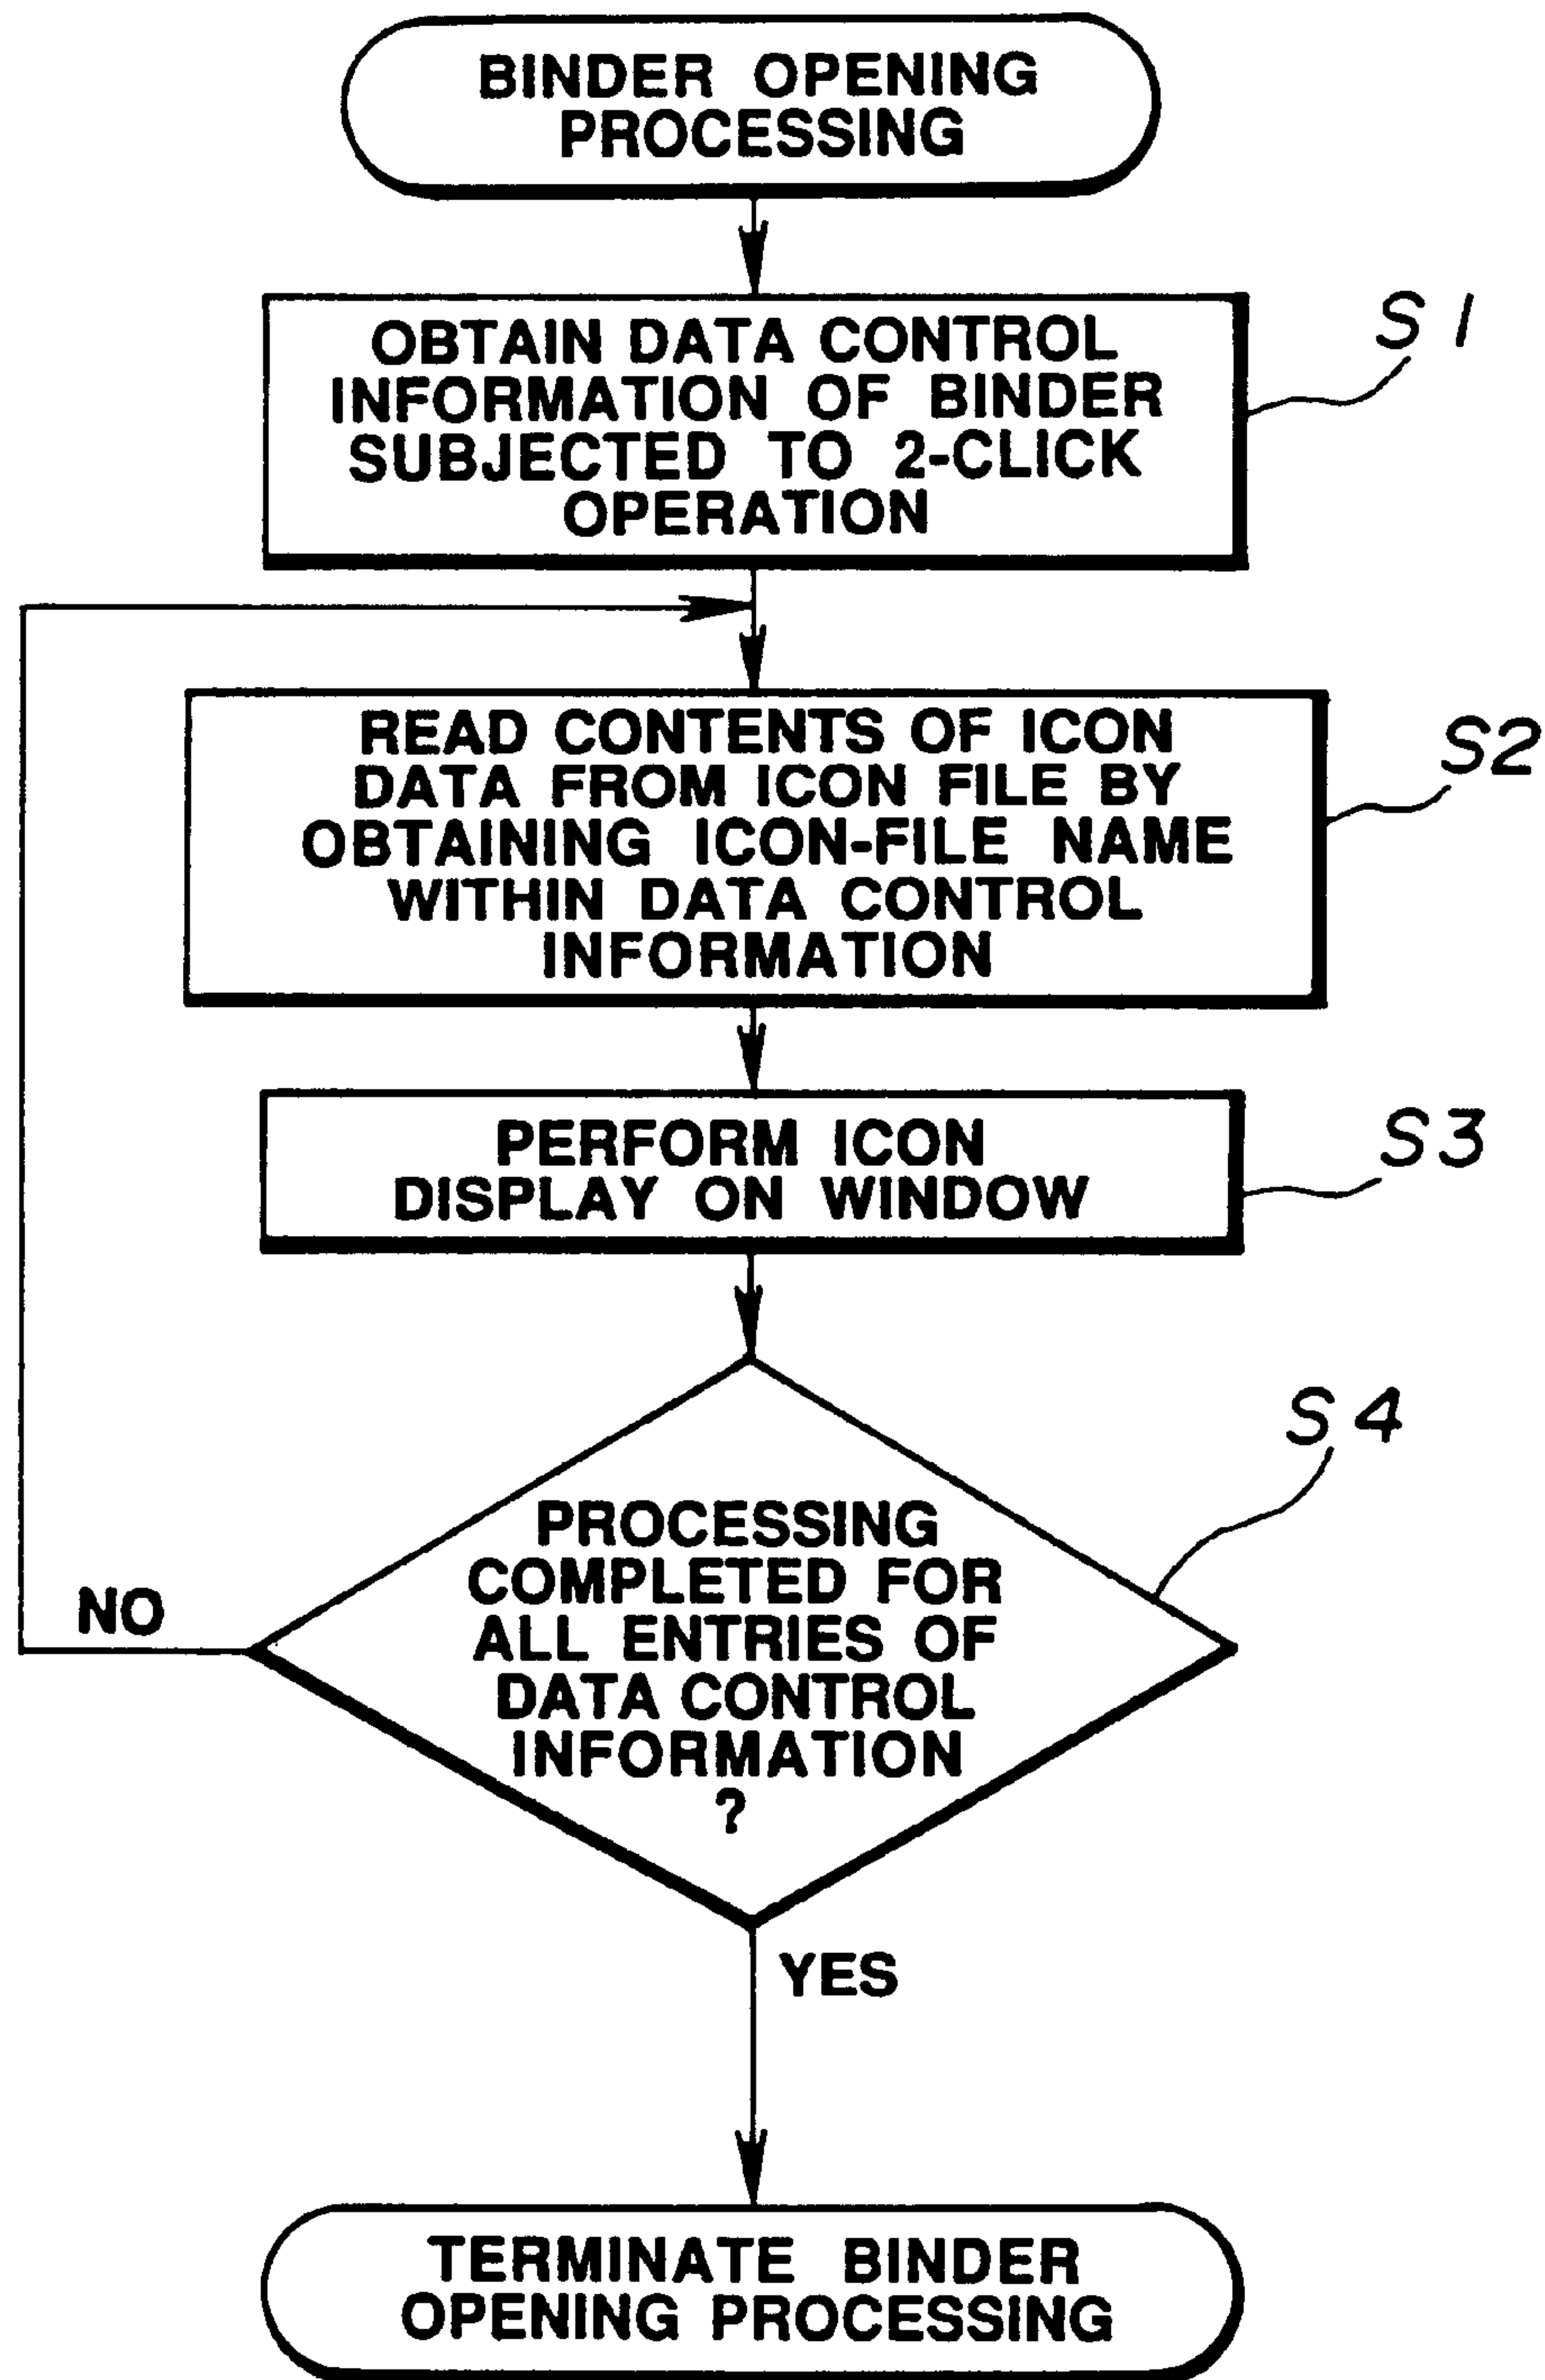 BINDER OPENING
PROCESSING
OBTAIN DATA CONTROL
INFORMATION OF BINDER
SUBJECTED TO 2-CLICK
OPERATION
S1
READ CONTENTS OF ICON
DATA FROM ICON FILE BY
OBTAINING ICON-FILE NAME
WITHIN DATA CONTROL
INFORMATION
S2
PERFORM ICON
DISPLAY ON WINDOW
S3
PROCESSING
COMPLETED FOR
ALL ENTRIES OF
DATA CONTROL
INFORMATION
?
S4
NO
YES
TERMINATE BINDER
OPENING PROCESSING